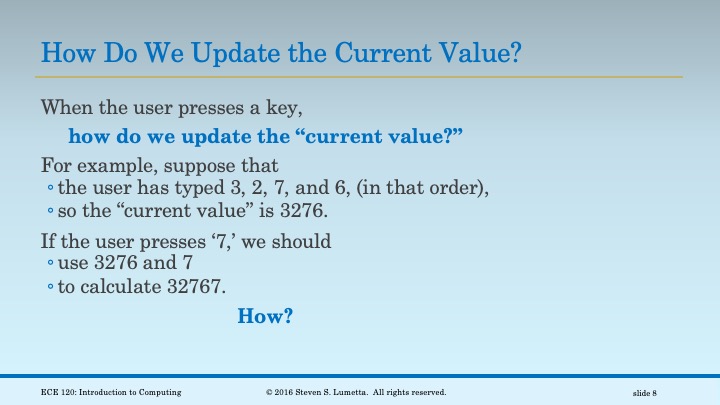 How Do We Update the Current Value?
When the user presses a key,
how do we update the “current value?”
For example, suppose that
◦ the user has typed 3, 2, 7, and 6, (in that order),
◦ so the “current value” is 3276.
If the user presses ‘7,’ we should
◦ use 3276 and 7
◦ to calculate 32767.
How?
ECE 120: Introduction to Computing © 2016 Steven S. Lumetta. All rights reserved. slide 8